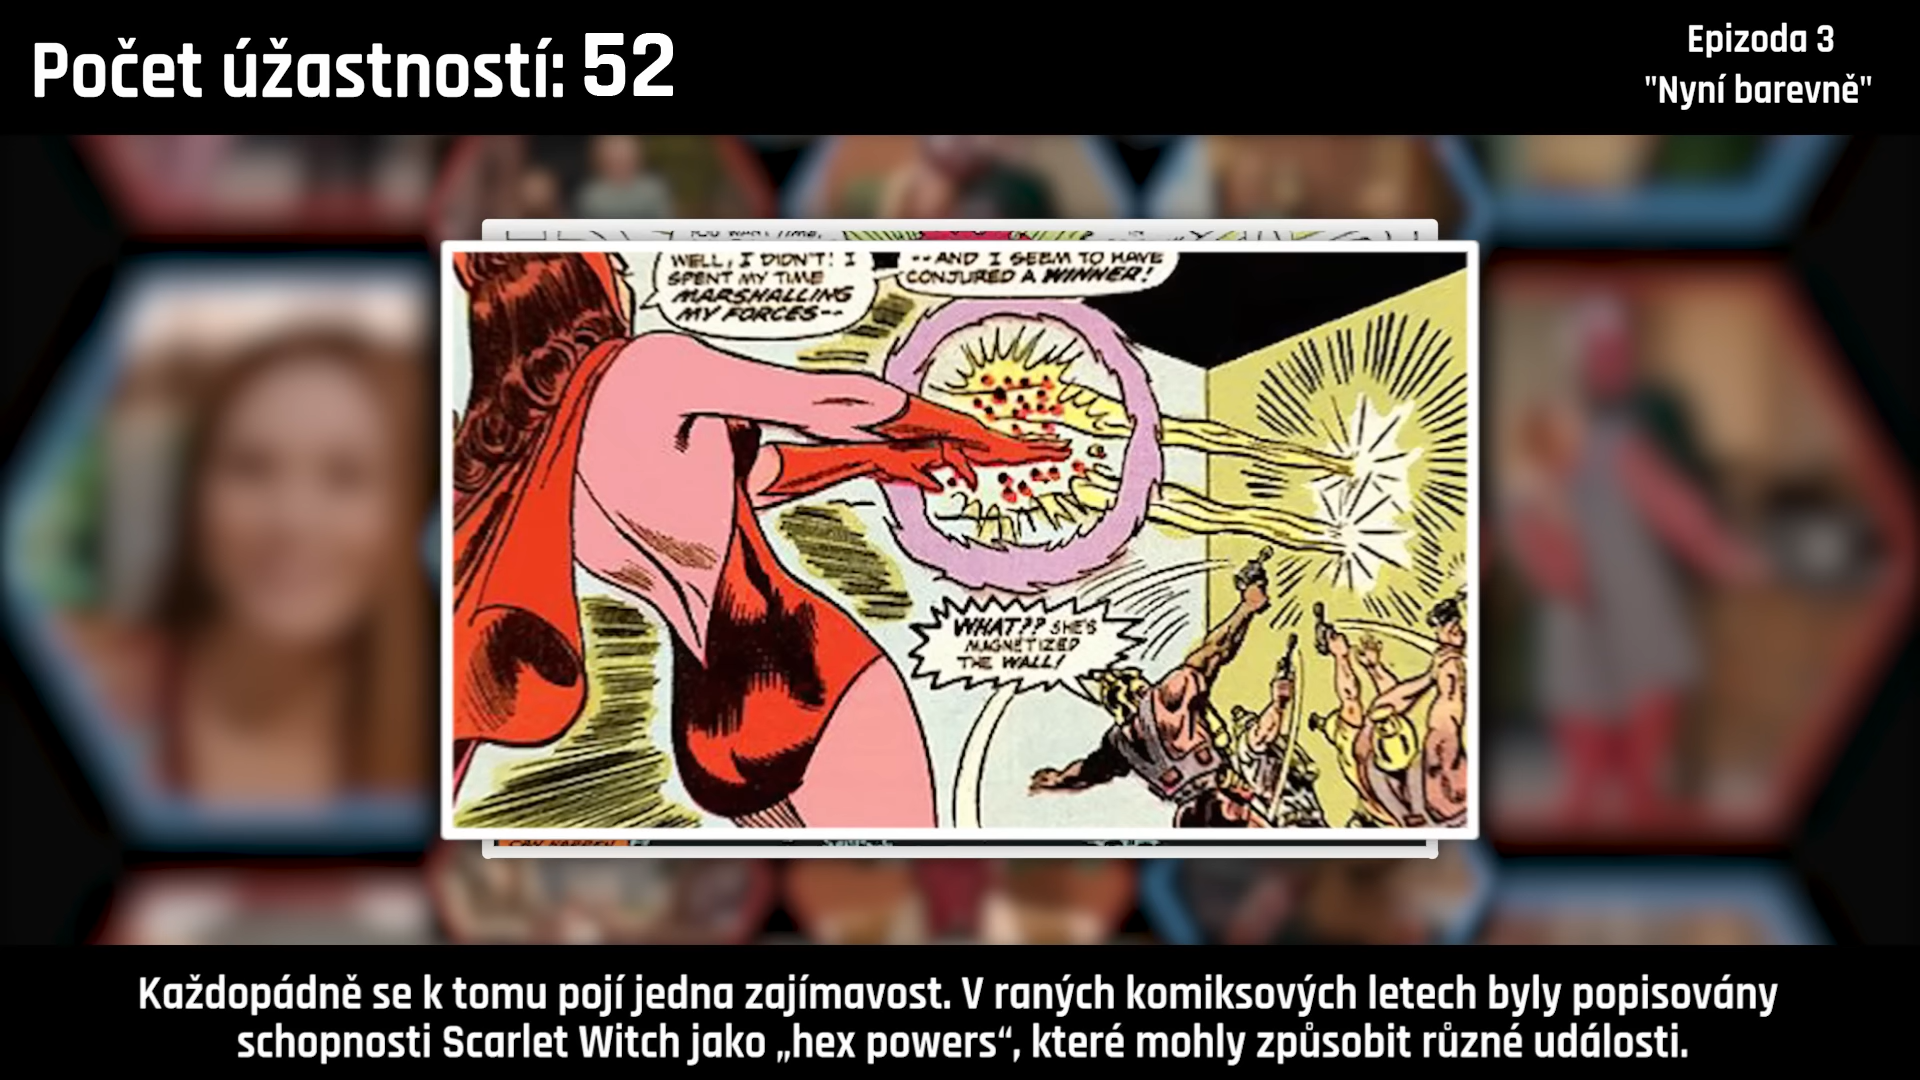 Počet úžastností: 52
Epizoda 3
"Nyní barevně"
WELL, I DIDN'T! I
SPENT MY TIME
MARSHALLING
MY FORCES--
--AND I SEEM TO HAVE
CONJURED A WINNER!
WHAT?? SHE'S
MAGNETIZED
THE WALL!
Každopádně se k tomu pojí jedna zajímavost. V raných komiksových letech byly popisovány
schopnosti Scarlet Witch jako „hex powers“, které mohly způsobit různé události.